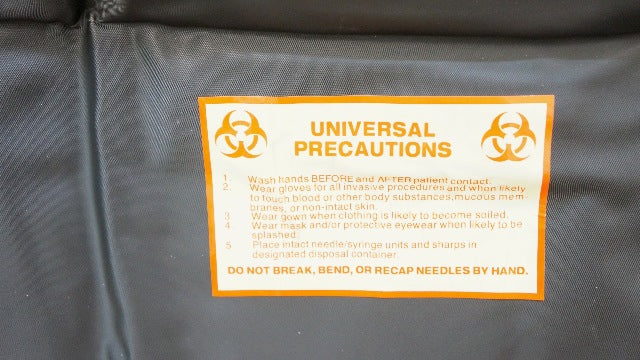 UNIVERSAL
PRECAUTIONS
1. Wash hands BEFORE and AFTER patient contact.
2. Wear gloves for all invasive procedures and when likely
to touch blood or other body substances,mucous mem-
branes, or non-intact skin.
3. Wear gown when clothing is likely to become soiled.
4. Wear mask and/or protective eyewear when likely to be
splashed.
5. Place intact needle/syringe units and sharps in
designated disposal container.
DO NOT BREAK, BEND, OR RECAP NEEDLES BY HAND.